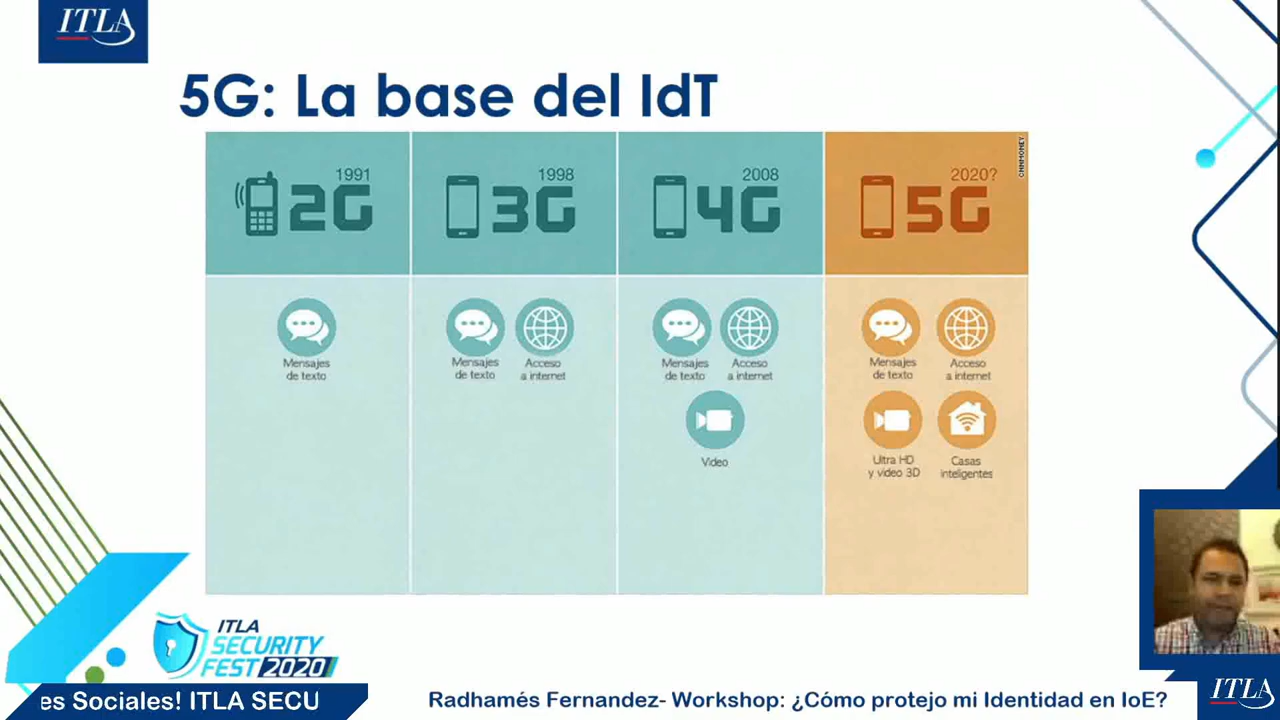 ITLA
5G: La base del IdT
1991
2G
1998
3G
2008
4G
2020?
5G
CNNMONEY
Mensajes
de texto
Mensajes
de texto
Acceso
a internet
Mensajes
de texto
Acceso
a internet
Video
Mensajes
de texto
Acceso
a internet
Ultra HD
y video 3D
Casas
inteligentes
ITLA
SECURITY
FEST 2020
es Sociales! ITLA SECU
Radhamés Fernandez- Workshop: ¿Cómo protejo mi Identidad en IoE?
ITLA